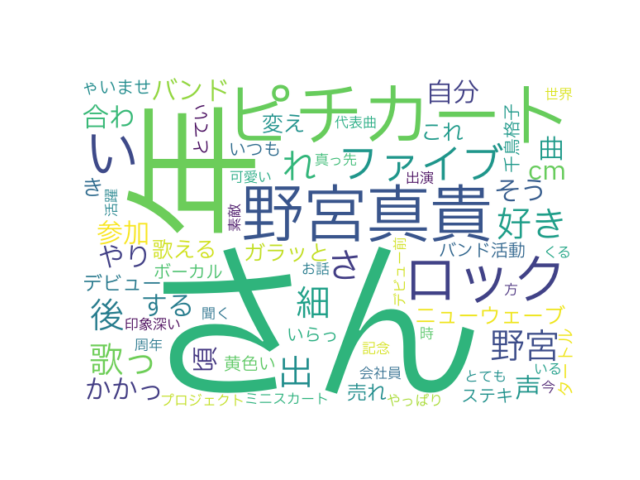 ゃいませ
バンド
ピチカート
自分
世界
合わ
年
変え
代表曲
これ
千鳥格子
曲
い
いつも
れ
真っ先
ファイブ
cm
き
活躍
可愛い
出演
そう
素敵
野宮真貴
好き
参加
歌える
ガラッと
さ
バンド活動
くる
やり
ボーカル
お話
デビュー前
ロック
方
デビュー
する
細
後
印象深い
聞く
いらっ
ニューウェーブ
時
タートル
歌っ
周年
頃
黄色い
出
記念
野宮
会社員
とても
声
いる
今
かかっ
さん
売れ
ステキ
プロジェクト
ミニスカート
やっぱり